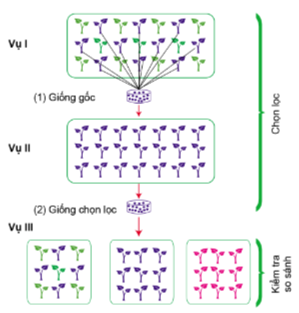 Vụ I
(1) Giống gốc
Chọn lọc
Vụ II
(2) Giống chọn lọc
Vụ III
Kiểm tra
so sánh